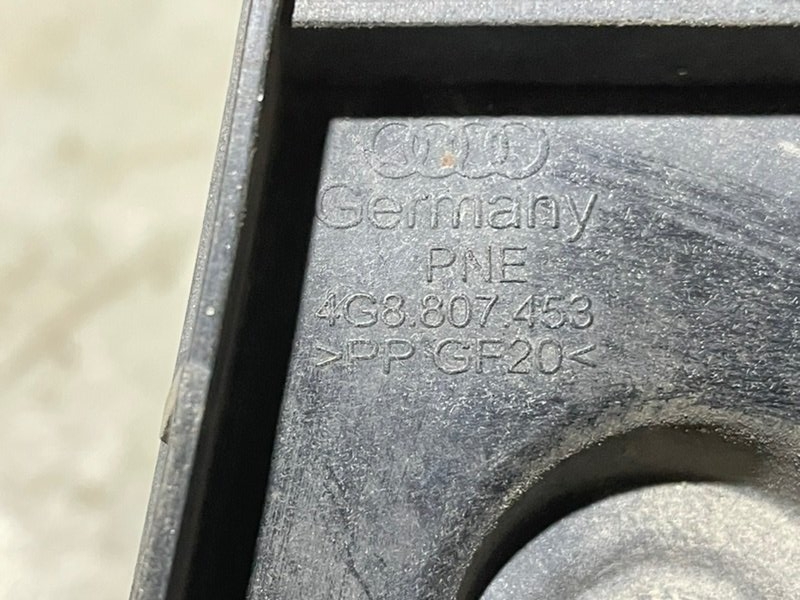 Germany
PNE
4G8.807.453
>PP GF20<